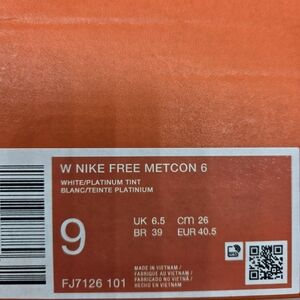 W NIKE FREE METCON 6
WHITE/PLATINUM TINT
BLANC/TEINTE PLATINIUM
9
UK 6.5 cm 26
BR 39 EUR 40.5
FJ7126 101
MADE IN VIETNAM /
FABRIQUE AU VIETNAM /
FABRICADO NO VIETNÃ /
HECHO EN VIETNAM